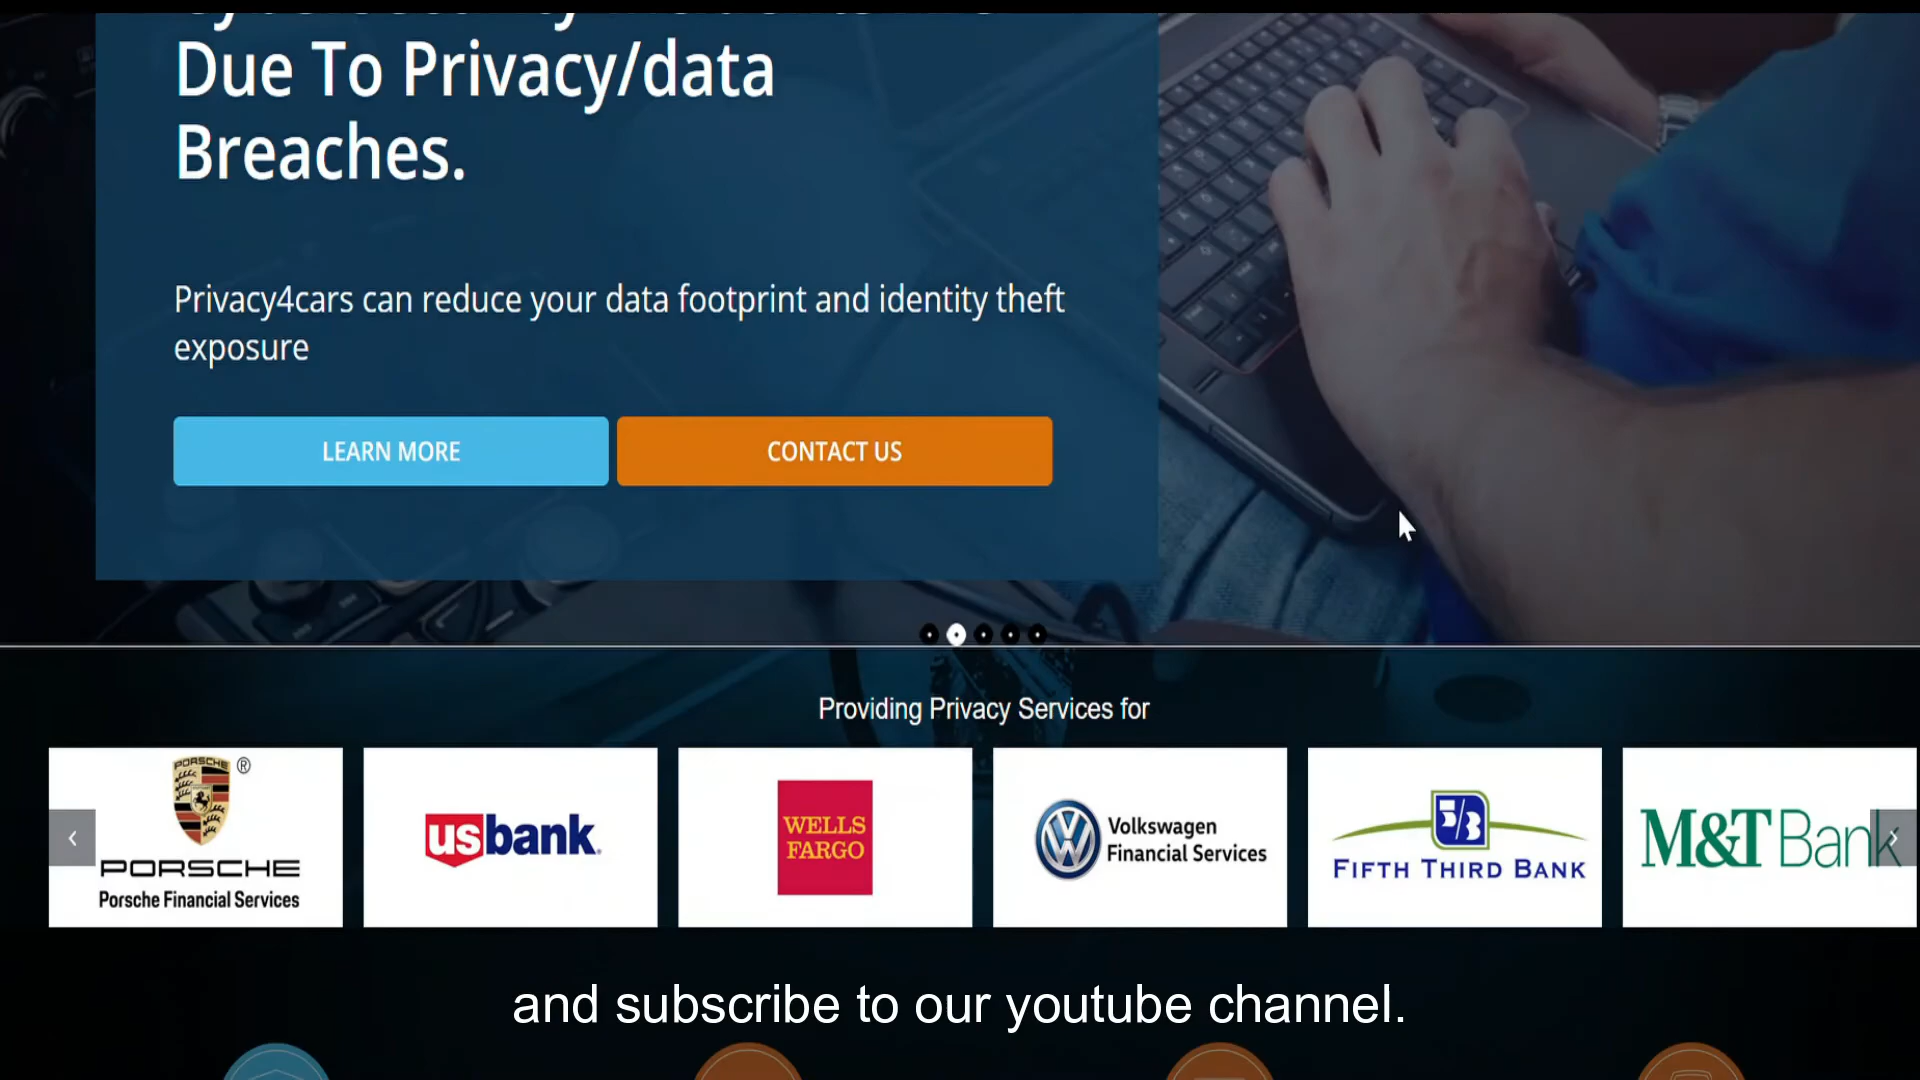 Due To Privacy/data
Breaches.
Privacy4cars can reduce your data footprint and identity theft
exposure
LEARN MORE
CONTACT US
Providing Privacy Services for
PORSCHE ®
PORSCHE
Porsche Financial Services
usbank
WELLS
FARGO
Volkswagen
Financial Services
5/3
FIFTH THIRD BANK
M&T Bank
and subscribe to our youtube channel.